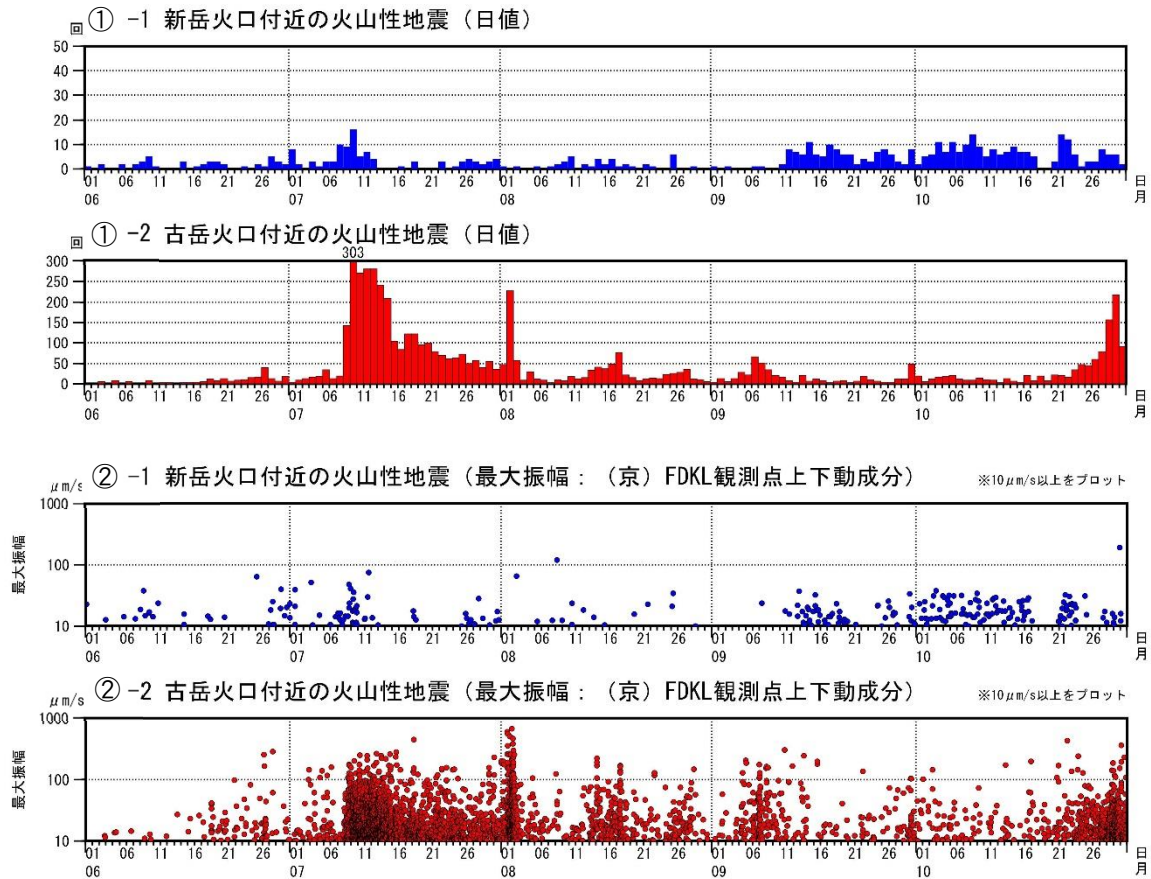 回 ① -1 新岳火口付近の火山性地震（日値）
50
40
30
20
10
0
01 06 11 16 21 26 01 06 11 16 21 26 01 06 11 16 21 26 01 06 11 16 21 26 01 06 11 16 21 26 日
06 07 08 09 10 月
回 ① -2 古岳火口付近の火山性地震（日値）
303
300
250
200
150
100
50
0
01 06 11 16 21 26 01 06 11 16 21 26 01 06 11 16 21 26 01 06 11 16 21 26 01 06 11 16 21 26 日
06 07 08 09 10 月
μm/s ② -1 新岳火口付近の火山性地震（最大振幅：（京）FDKL観測点上下動成分） ※10μm/s以上をプロット
1000
100
10
最大振幅
01 06 11 16 21 26 01 06 11 16 21 26 01 06 11 16 21 26 01 06 11 16 21 26 01 06 11 16 21 26 日
06 07 08 09 10 月
μm/s ② -2 古岳火口付近の火山性地震（最大振幅：（京）FDKL観測点上下動成分） ※10μm/s以上をプロット
1000
100
10
最大振幅
01 06 11 16 21 26 01 06 11 16 21 26 01 06 11 16 21 26 01 06 11 16 21 26 01 06 11 16 21 26 日
06 07 08 09 10 月